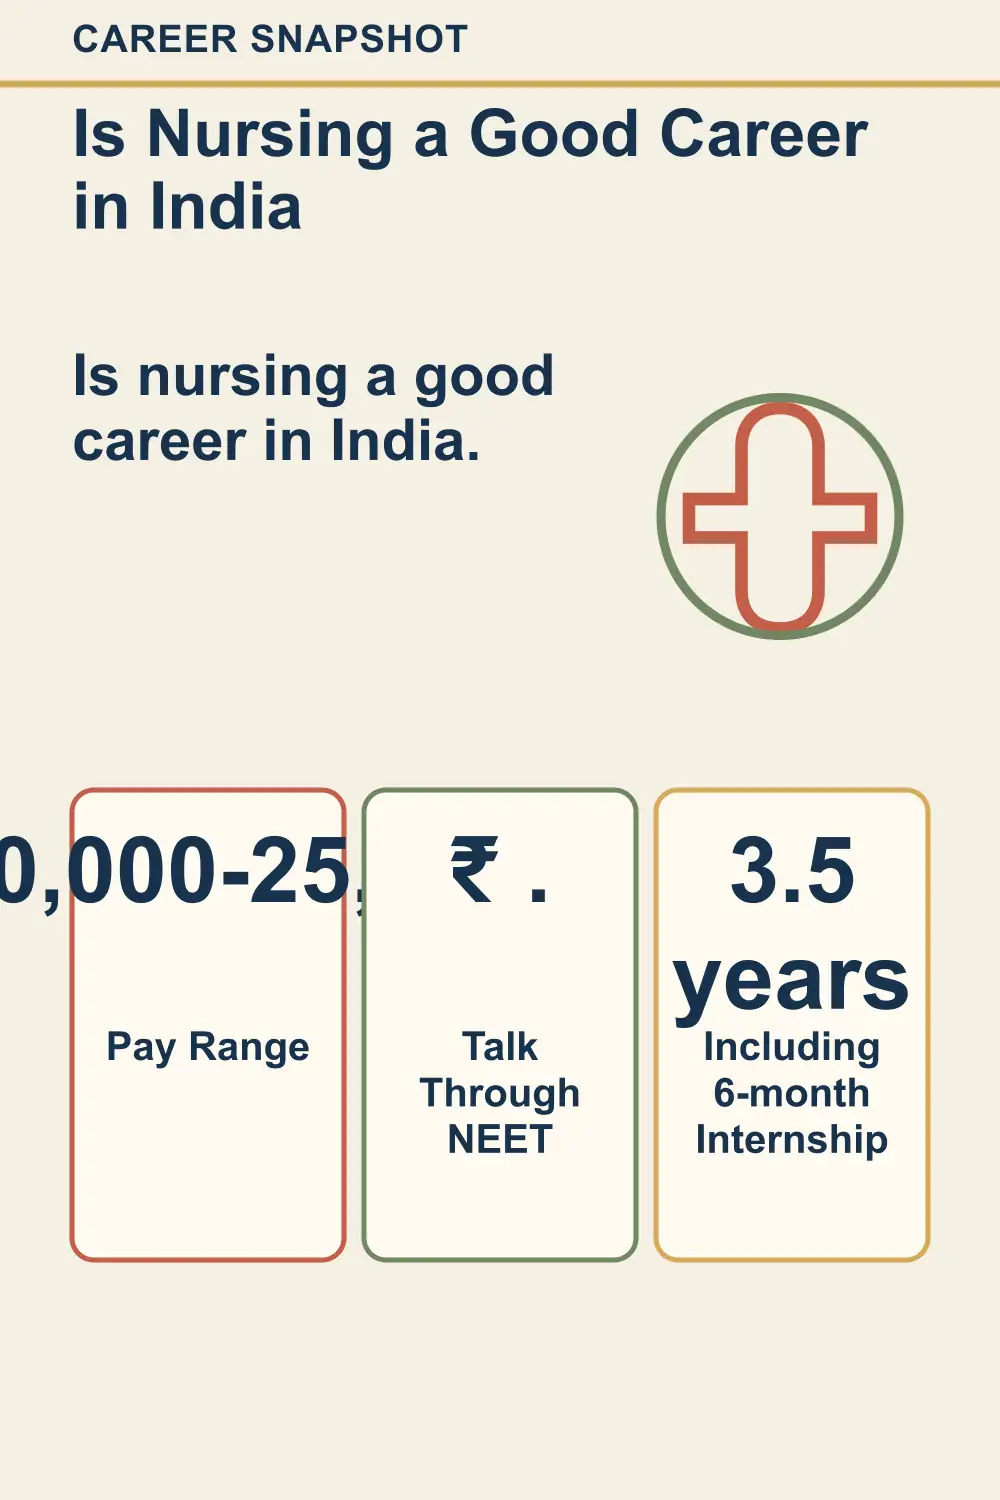 CAREER SNAPSHOT
Is Nursing a Good Career
in India
Is nursing a good
career in India.
0,000-25,
₹ .
3.5
years
Pay Range
Talk
Through
NEET
Including
6-month
Internship